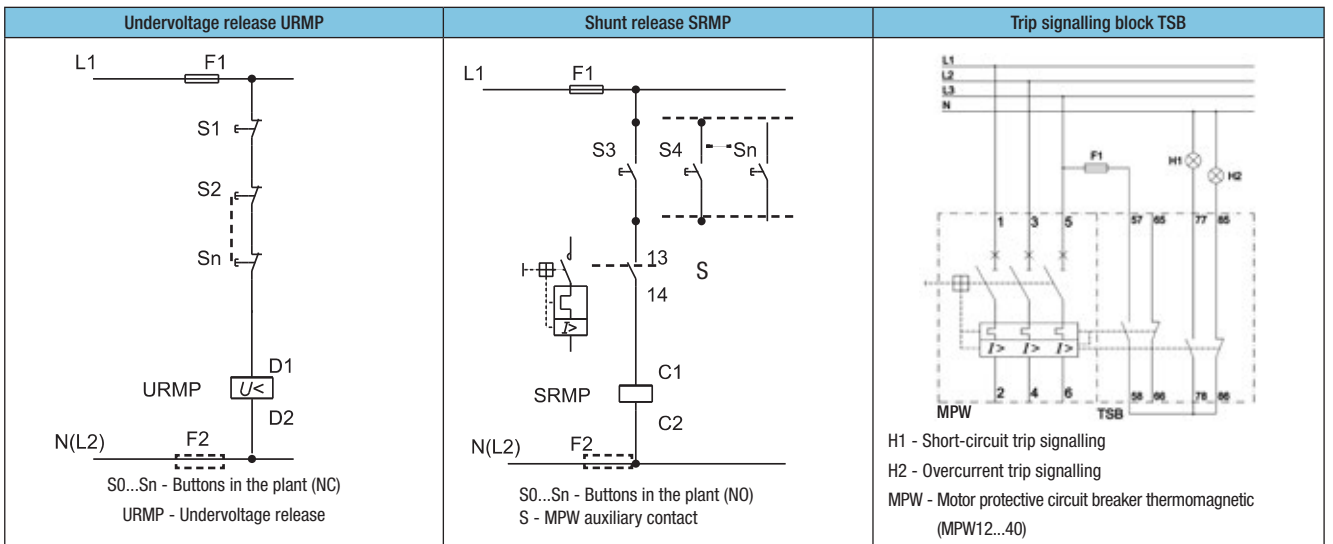 Undervoltage release URMP
L1
F1
S1
S2
Sn
D1
URMP
U<
D2
N(L2)
F2
S0...Sn - Buttons in the plant (NC)
URMP - Undervoltage release
Shunt release SRMP
L1
F1
S3
S4
Sn
13
S
14
I>
C1
SRMP
C2
N(L2)
F2
S0...Sn - Buttons in the plant (NO)
S - MPW auxiliary contact
Trip signalling block TSB
L1
L2
L3
N
F1
H1
H2
1 3 5 57 65 77 85
I> I> I>
2 4 6 58 66 78 86
MPW TSB
H1 - Short-circuit trip signalling
H2 - Overcurrent trip signalling
MPW - Motor protective circuit breaker thermomagnetic
(MPW12...40)